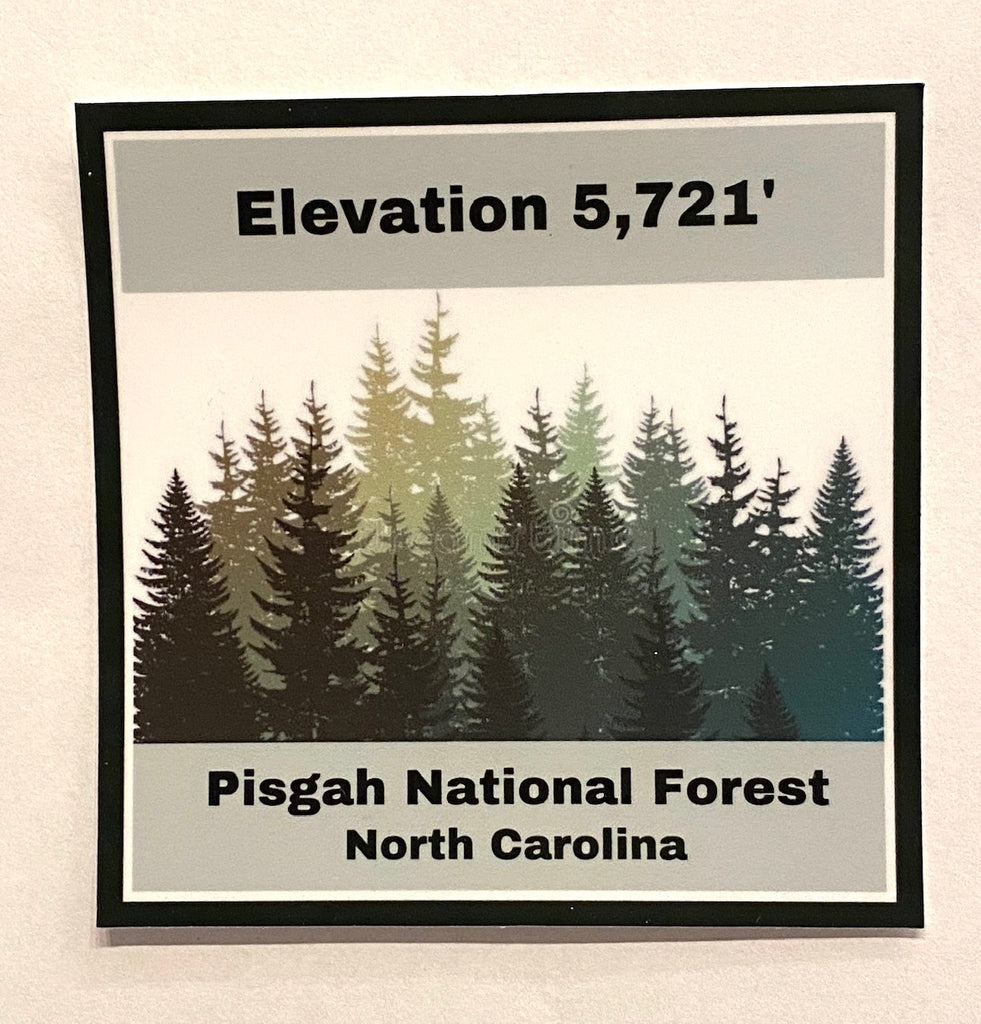 Elevation 5,721'
Pisgah National Forest
North Carolina